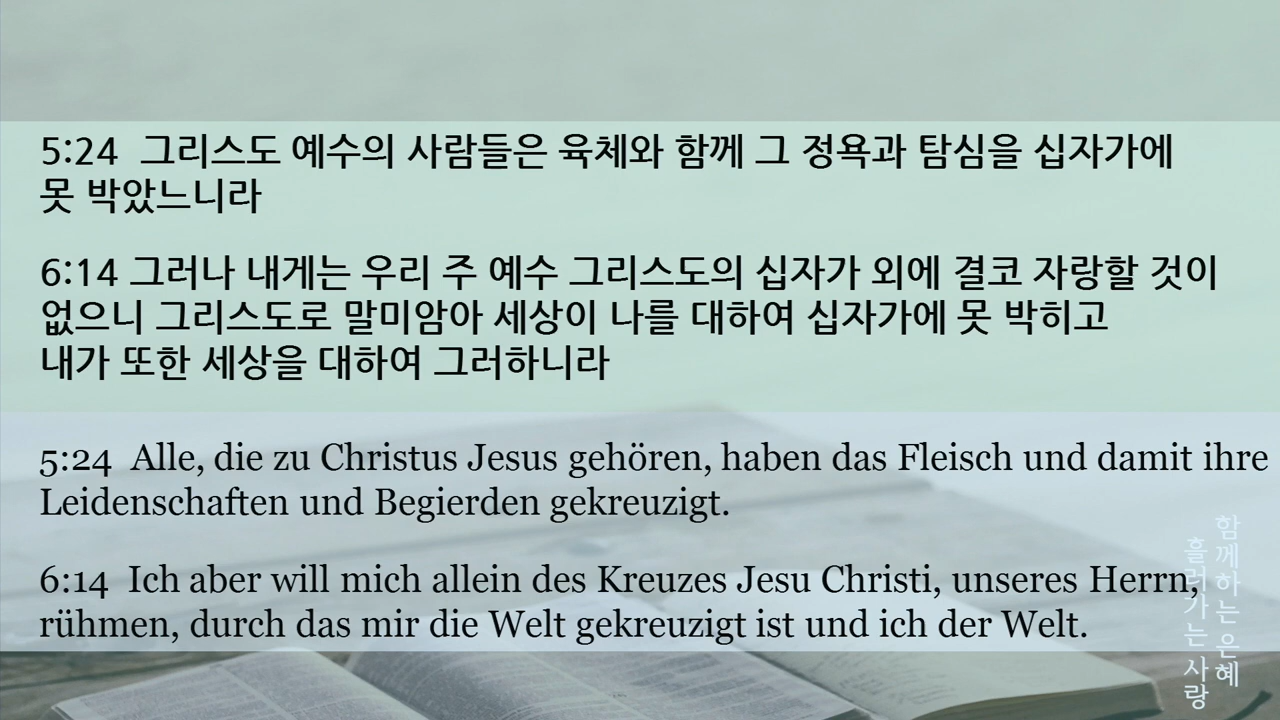 5:24 그리스도 예수의 사람들은 육체와 함께 그 정욕과 탐심을 십자가에
못 박았느니라
6:14 그러나 내게는 우리 주 예수 그리스도의 십자가 외에 결코 자랑할 것이
없으니 그리스도로 말미암아 세상이 나를 대하여 십자가에 못 박히고
내가 또한 세상을 대하여 그러하니라
5:24 Alle, die zu Christus Jesus gehören, haben das Fleisch und damit ihre
Leidenschaften und Begierden gekreuzigt.
6:14 Ich aber will mich allein des Kreuzes Jesu Christi, unseres Herrn,
rühmen, durch das mir die Welt gekreuzigt ist und ich der Welt.
함께하는 은혜
흘러가는 사랑